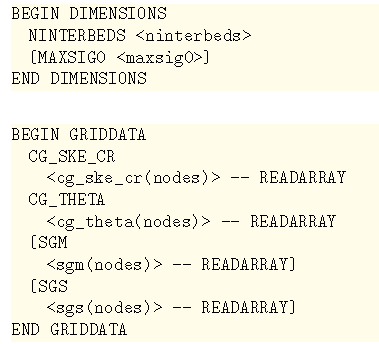 BEGIN DIMENSIONS
NINTERBEDS <ninterbeds>
[MAXSIG0 <maxsig0>]
END DIMENSIONS
BEGIN GRIDDATA
CG_SKE_CR
<cg_ske_cr(nodes)> -- READARRAY
CG_THETA
<cg_theta(nodes)> -- READARRAY
[SGM
<sgm(nodes)> -- READARRAY]
[SGS
<sgs(nodes)> -- READARRAY]
END GRIDDATA